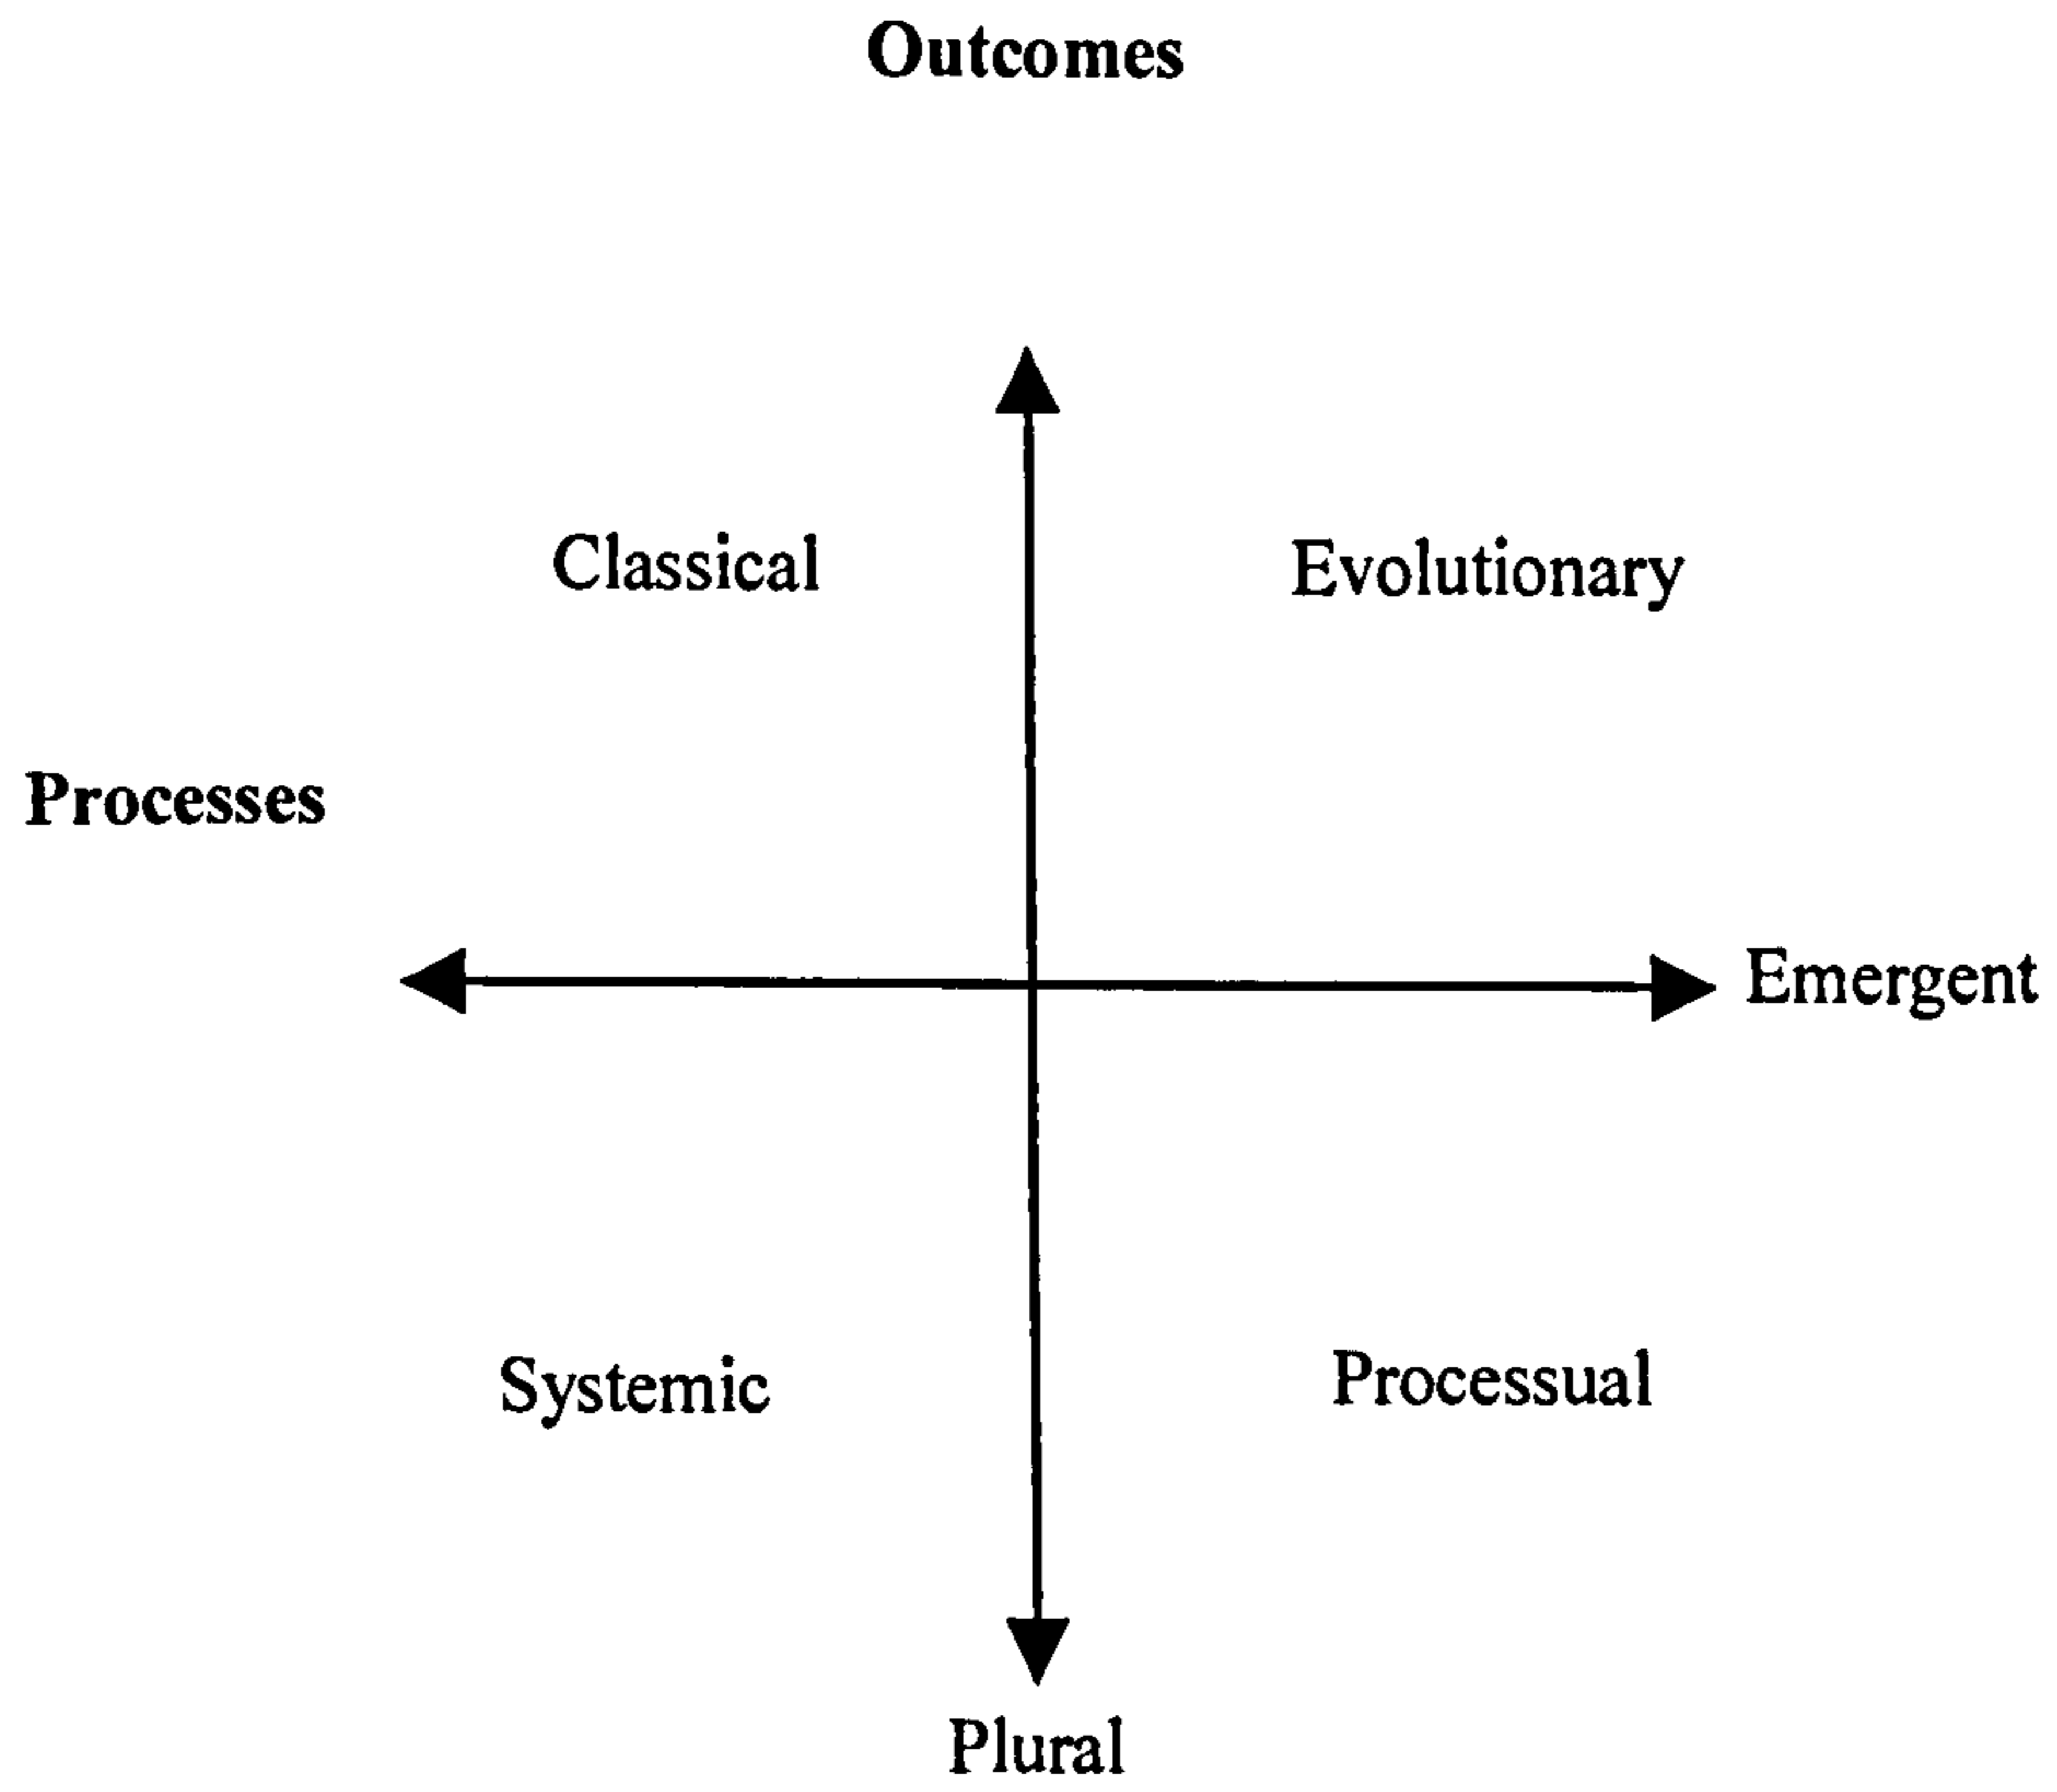 Outcomes
Classical
Evolutionary
Processes
Emergent
Systemic
Processual
Plural